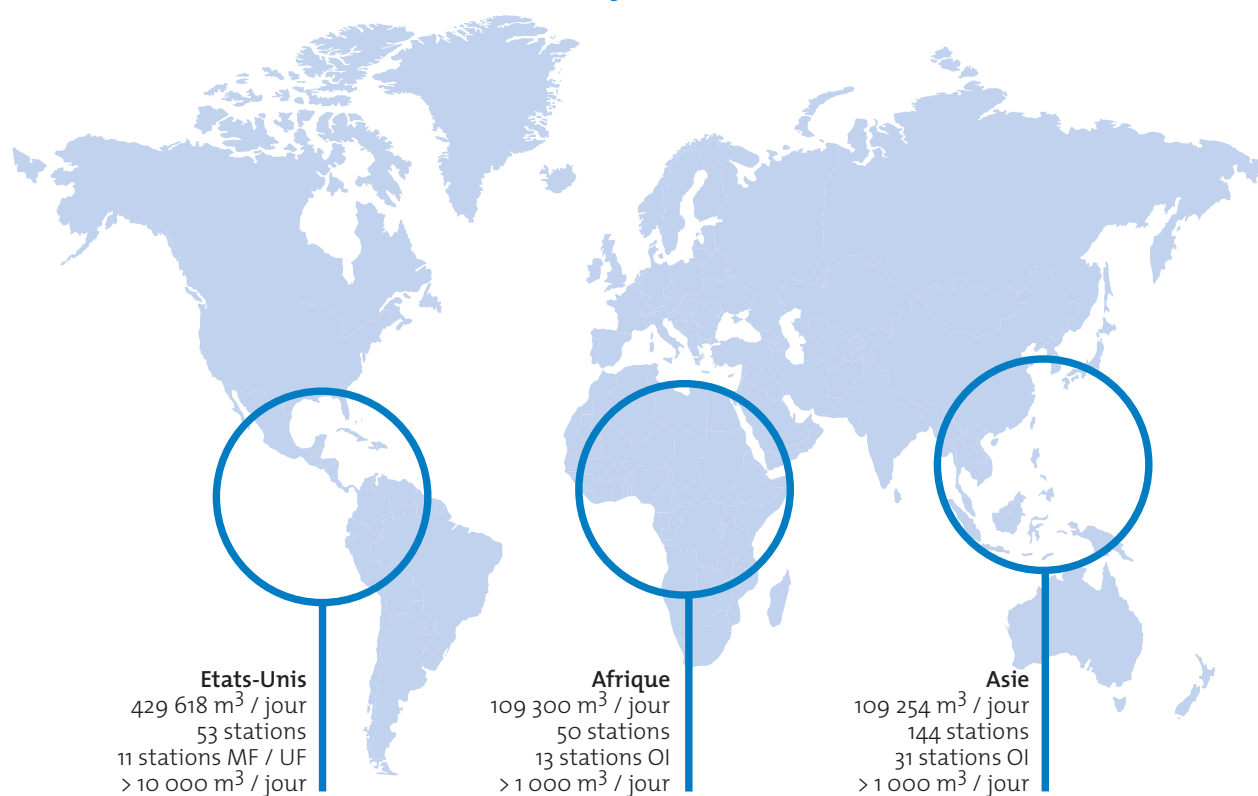 Etats-Unis
429 618 m³ / jour
53 stations
11 stations MF / UF
> 10 000 m³ / jour
Afrique
109 300 m³ / jour
50 stations
13 stations OI
> 1 000 m³ / jour
Asie
109 254 m³ / jour
144 stations
31 stations OI
> 1 000 m³ / jour